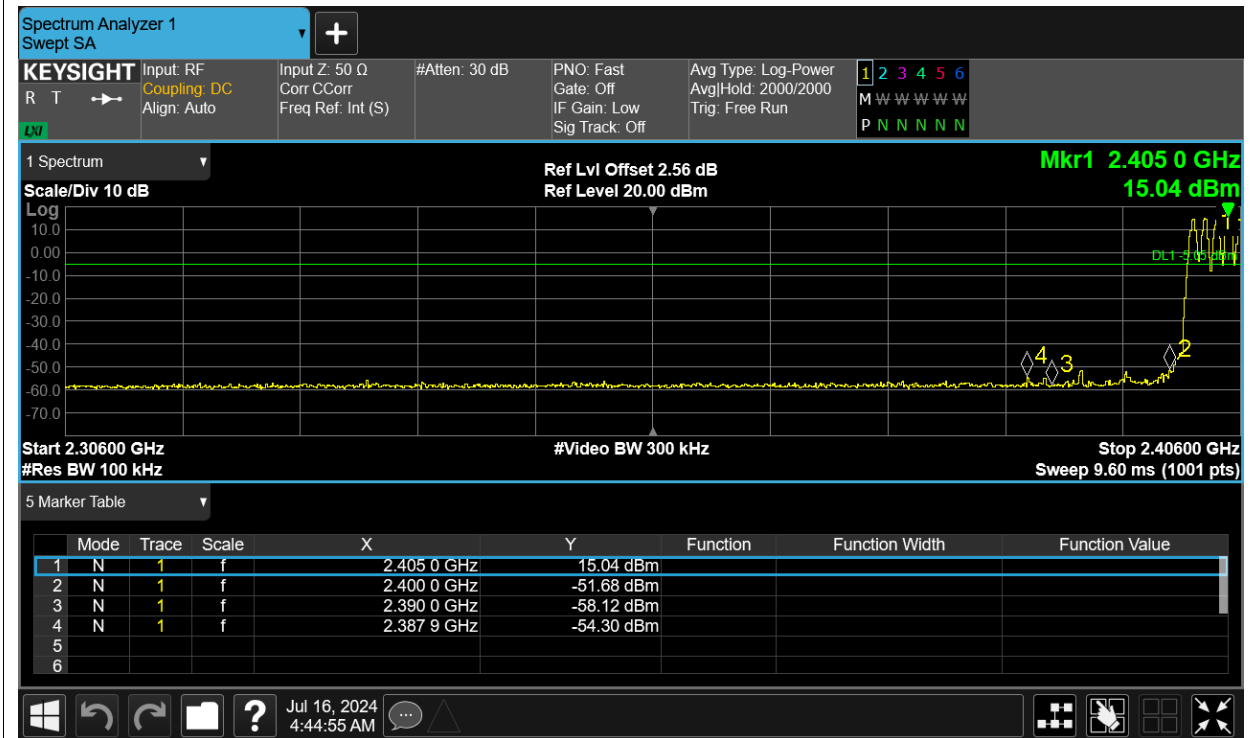 Spectrum Analyzer 1
Swept SA
+
KEYSIGHT Input: RF Input Z: 50 Ω #Atten: 30 dB PNO: Fast Avg Type: Log-Power 1 2 3 4 5 6
R T Coupling: DC Corr CCorr Gate: Off Avg|Hold: 2000/2000 M W W W W W
Align: Auto Freq Ref: Int (S) IF Gain: Low Trig: Free Run
LXI Sig Track: Off P N N N N N
1 Spectrum
Ref Lvl Offset 2.56 dB Mkr1 2.405 0 GHz
Scale/Div 10 dB Ref Level 20.00 dBm 15.04 dBm
Log
10.0 1
0.00
DL1 -5.05 dBm
-10.0
-20.0
-30.0
-40.0 4 3 2
-50.0
-60.0
-70.0
Start 2.30600 GHz #Video BW 300 kHz Stop 2.40600 GHz
#Res BW 100 kHz Sweep 9.60 ms (1001 pts)
5 Marker Table
Mode Trace Scale X Y Function Function Width Function Value
1 N 1 f 2.405 0 GHz 15.04 dBm
2 N 1 f 2.400 0 GHz -51.68 dBm
3 N 1 f 2.390 0 GHz -58.12 dBm
4 N 1 f 2.387 9 GHz -54.30 dBm
5
6
? Jul 16, 2024
4:44:55 AM